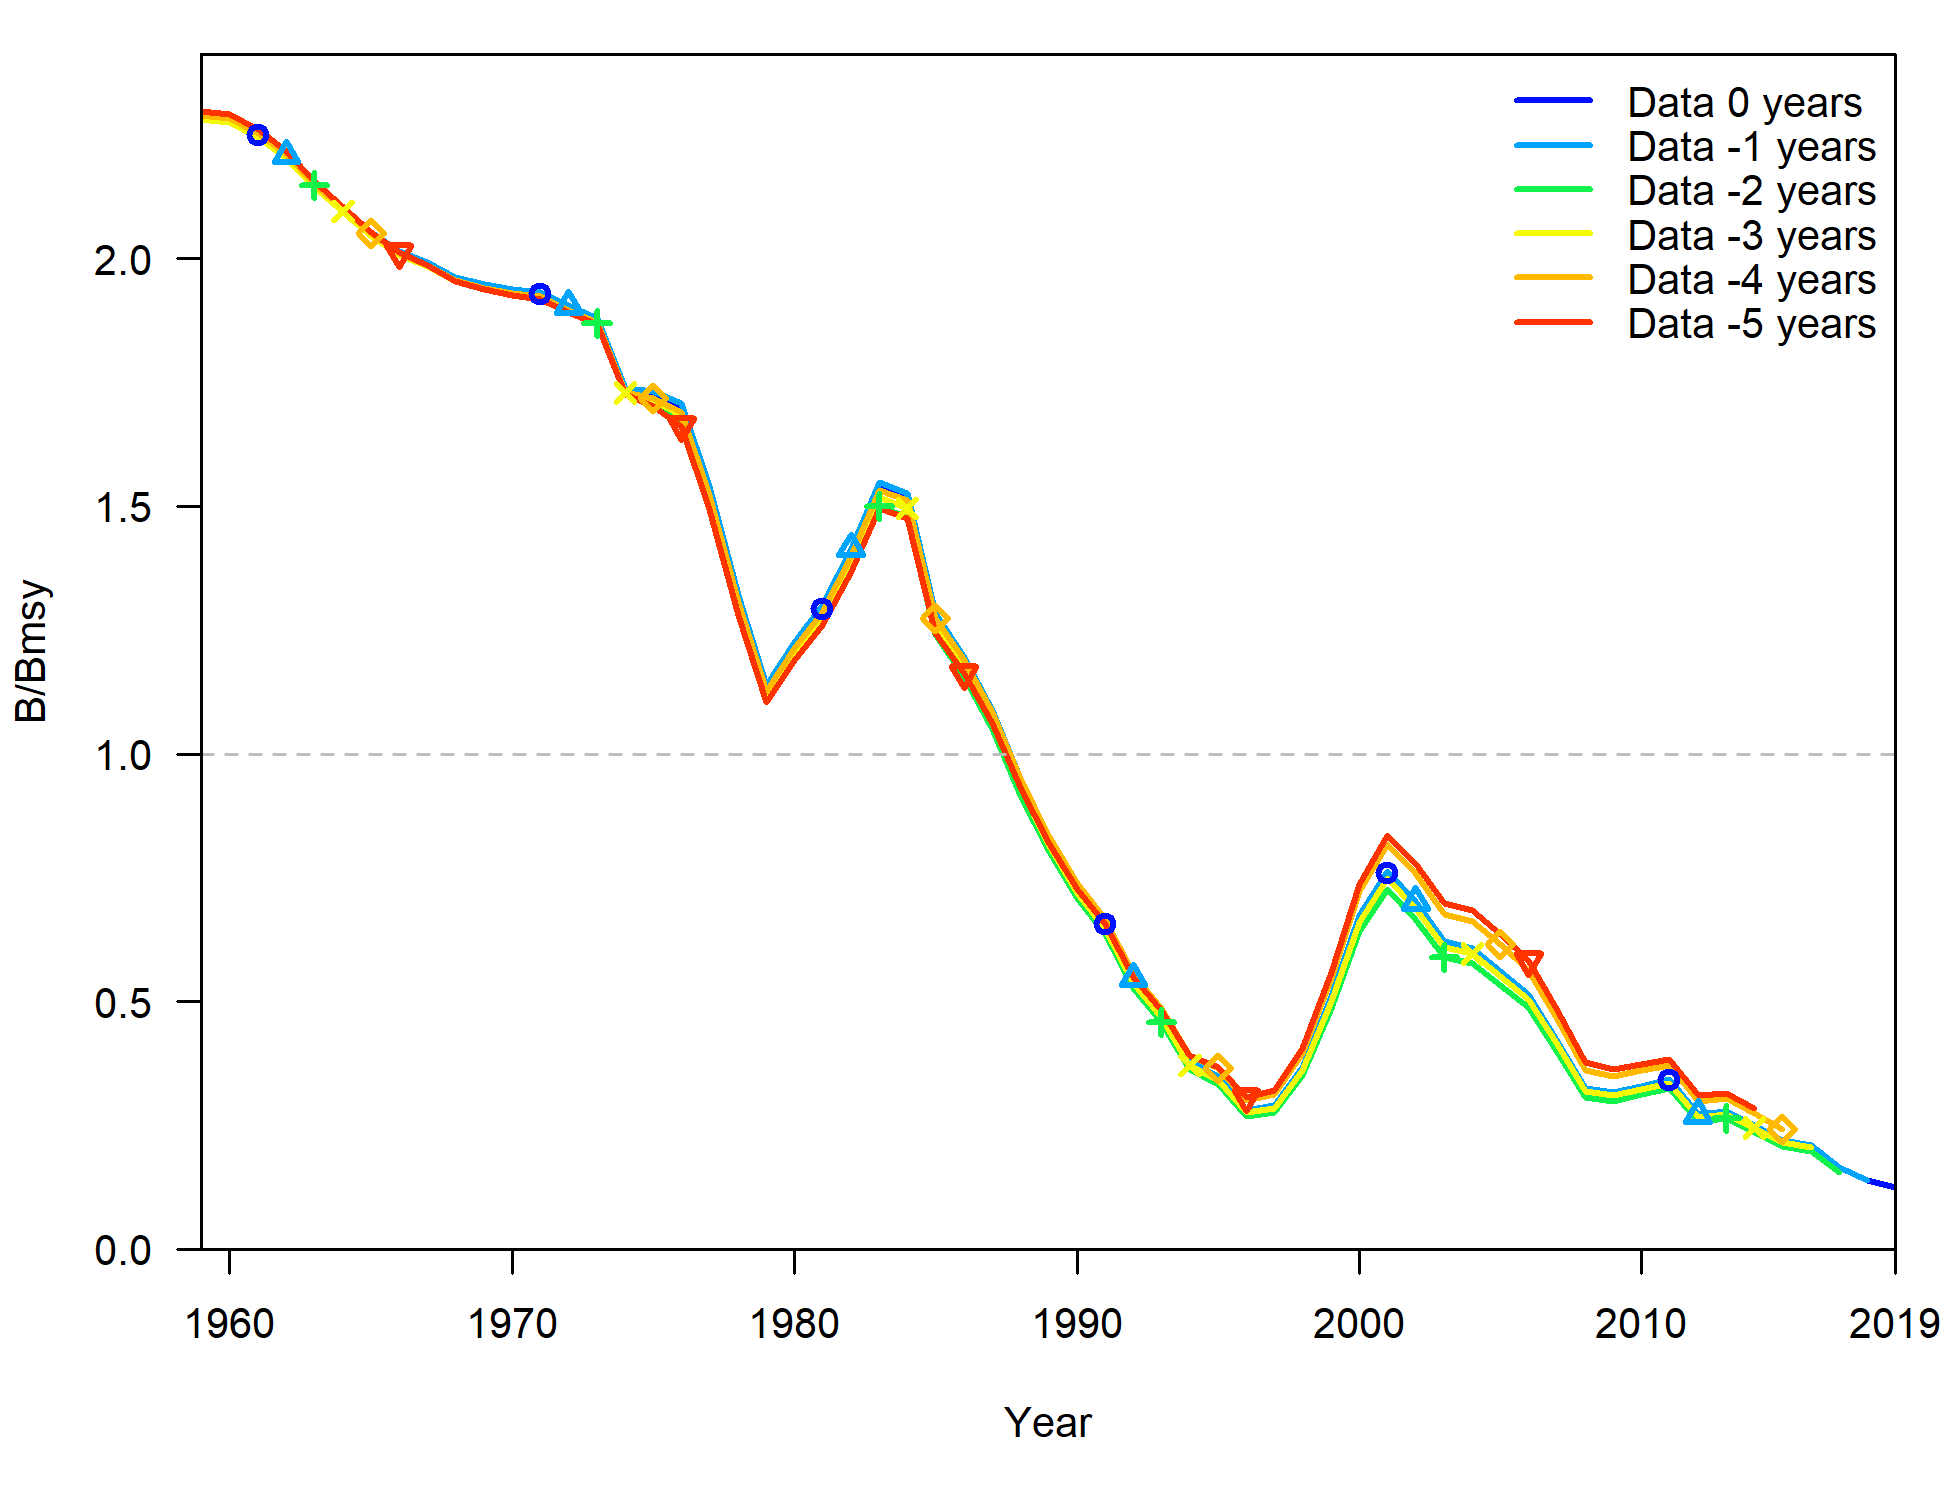 Data 0 years
Data -1 years
Data -2 years
Data -3 years
Data -4 years
Data -5 years
2.0
1.5
1.0
0.5
0.0
B/Bmsy
1960 1970 1980 1990 2000 2010 2019
Year